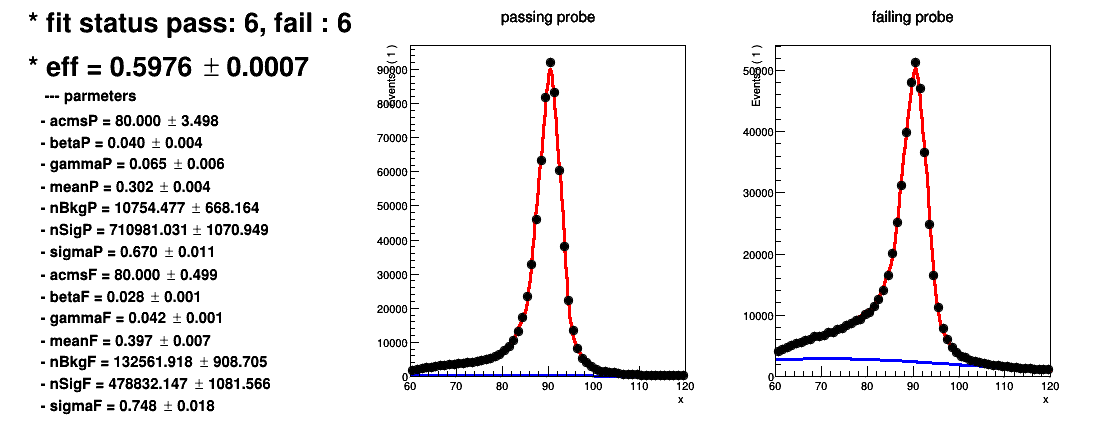 * fit status pass: 6, fail : 6
* eff = 0.5976 ± 0.0007
--- parmeters
- acmsP = 80.000 ± 3.498
- betaP = 0.040 ± 0.004
- gammaP = 0.065 ± 0.006
- meanP = 0.302 ± 0.004
- nBkgP = 10754.477 ± 668.164
- nSigP = 710981.031 ± 1070.949
- sigmaP = 0.670 ± 0.011
- acmsF = 80.000 ± 0.499
- betaF = 0.028 ± 0.001
- gammaF = 0.042 ± 0.001
- meanF = 0.397 ± 0.007
- nBkgF = 132561.918 ± 908.705
- nSigF = 478832.147 ± 1081.566
- sigmaF = 0.748 ± 0.018
passing probe
Events / ( 1 )
90000
80000
70000
60000
50000
40000
30000
20000
10000
0
60 70 80 90 100 110 120
x
failing probe
Events / ( 1 )
50000
40000
30000
20000
10000
0
60 70 80 90 100 110 120
x